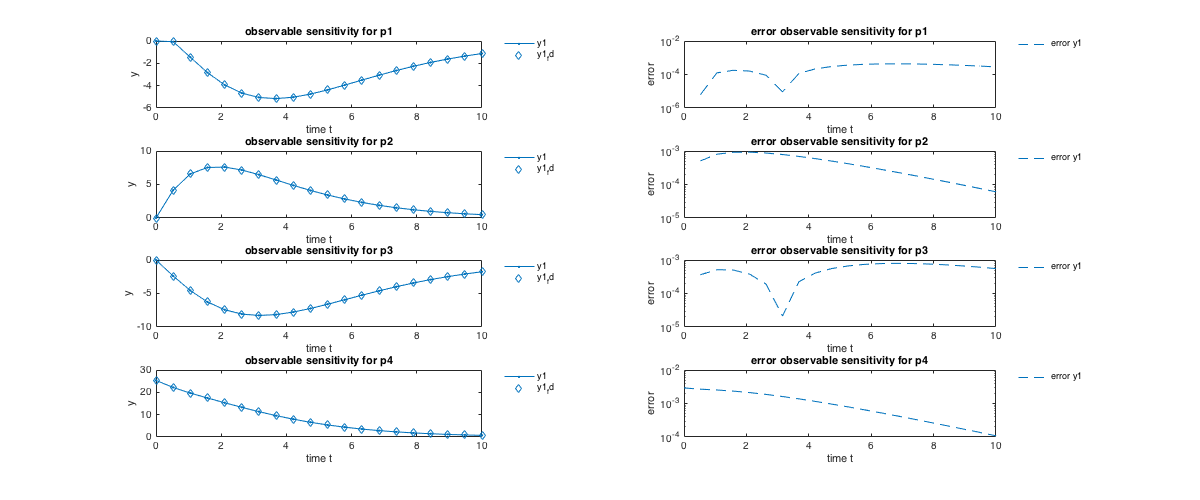 observable sensitivity for p1
0
-2
-4
-6
y
0 2 4 6 8 10
time t
y1
y1fd
error observable sensitivity for p1
10-2
10-4
10-6
error
0 2 4 6 8 10
time t
error y1
observable sensitivity for p2
10
5
0
y
0 2 4 6 8 10
time t
y1
y1fd
error observable sensitivity for p2
10-3
10-4
10-5
error
0 2 4 6 8 10
time t
error y1
observable sensitivity for p3
0
-5
-10
y
0 2 4 6 8 10
time t
y1
y1fd
error observable sensitivity for p3
10-3
10-4
10-5
error
0 2 4 6 8 10
time t
error y1
observable sensitivity for p4
30
20
10
0
y
0 2 4 6 8 10
time t
y1
y1fd
error observable sensitivity for p4
10-2
10-3
10-4
error
0 2 4 6 8 10
time t
error y1